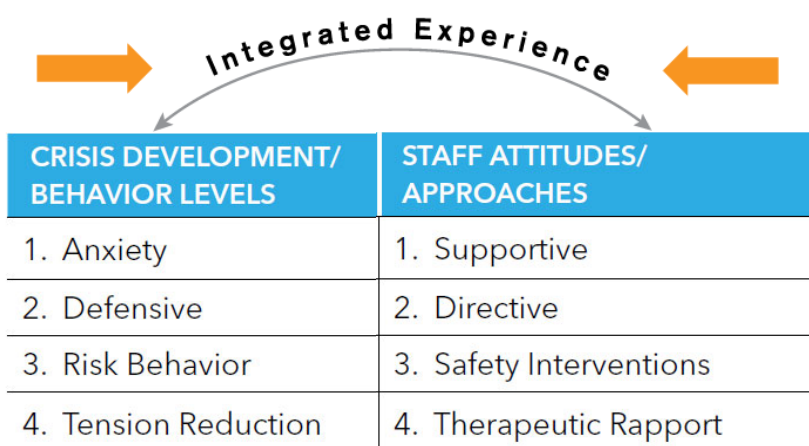 Integrated Experience
CRISIS DEVELOPMENT/
BEHAVIOR LEVELS
STAFF ATTITUDES/
APPROACHES
1. Anxiety
1. Supportive
2. Defensive
2. Directive
3. Risk Behavior
3. Safety Interventions
4. Tension Reduction
4. Therapeutic Rapport